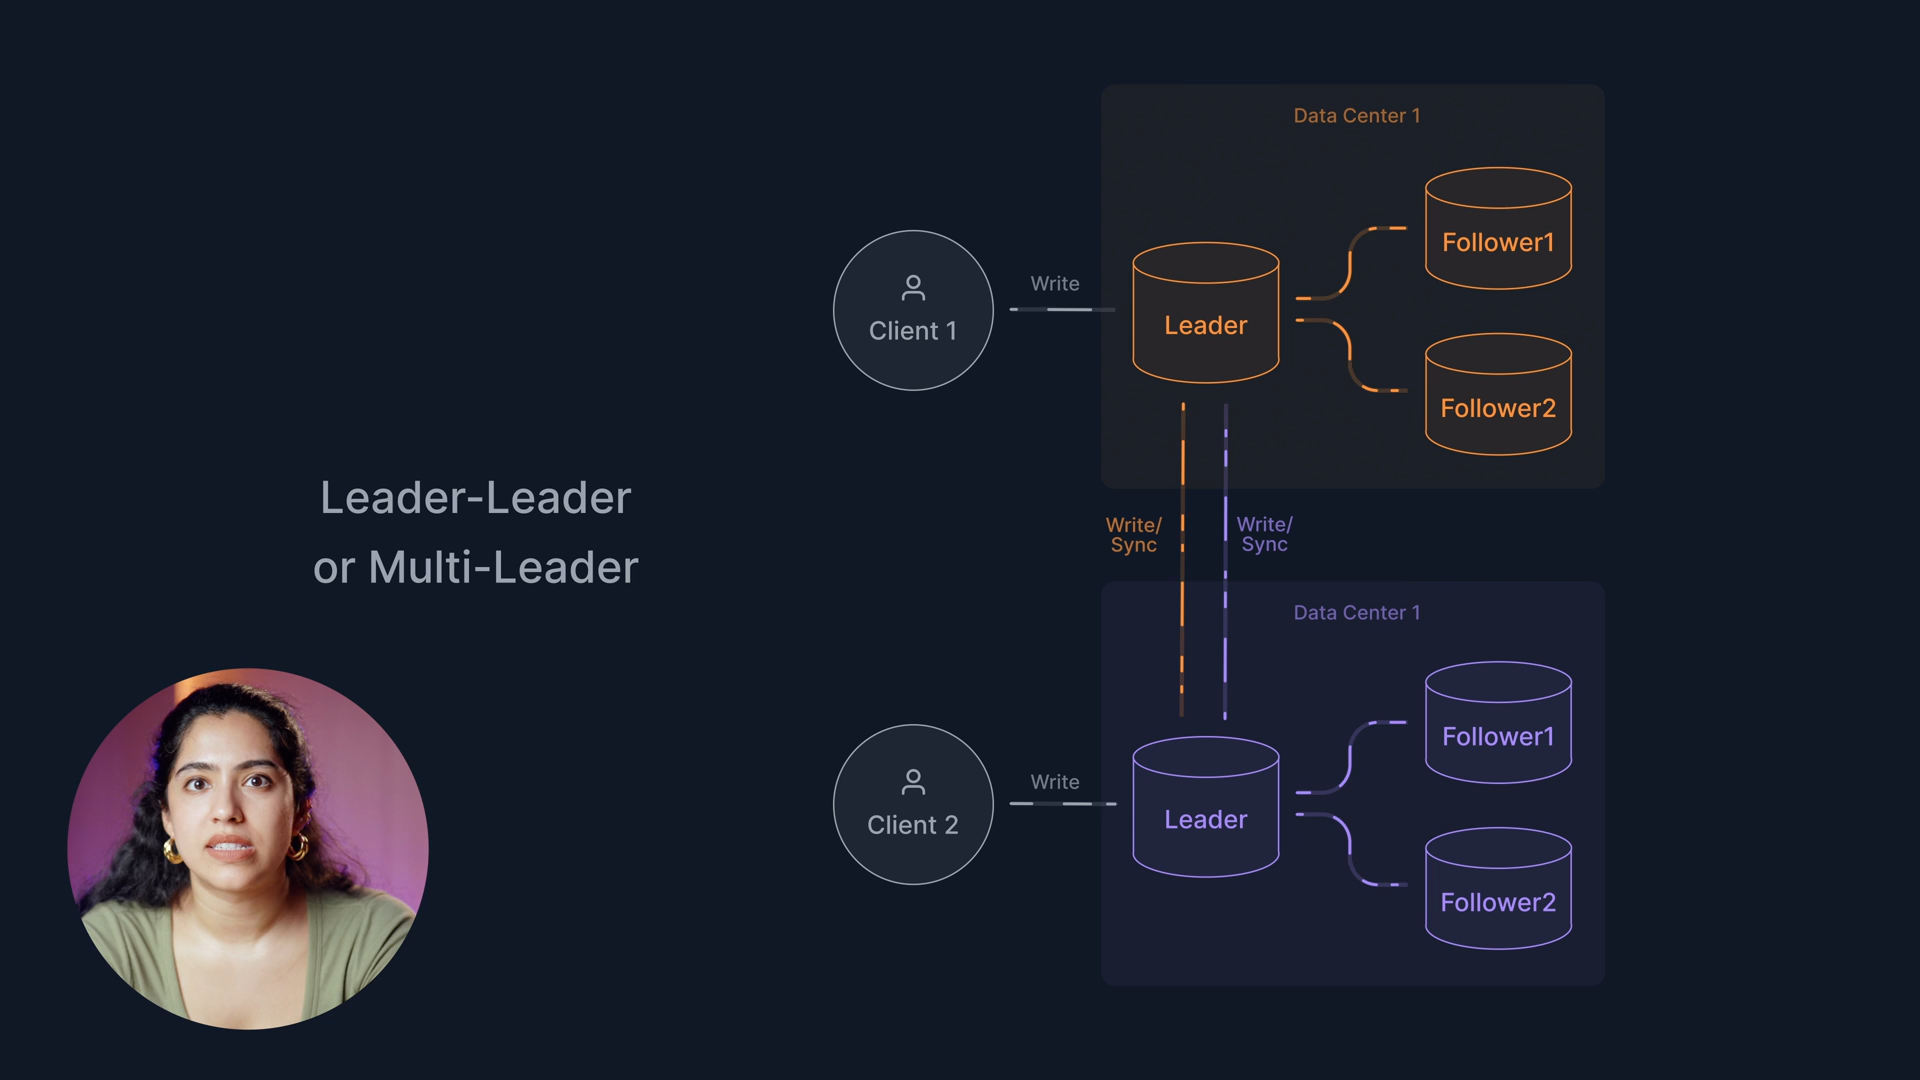 Leader-Leader
or Multi-Leader
Data Center 1
Client 1
Write
Leader
Follower1
Follower2
Write/
Sync
Write/
Sync
Data Center 1
Client 2
Write
Leader
Follower1
Follower2